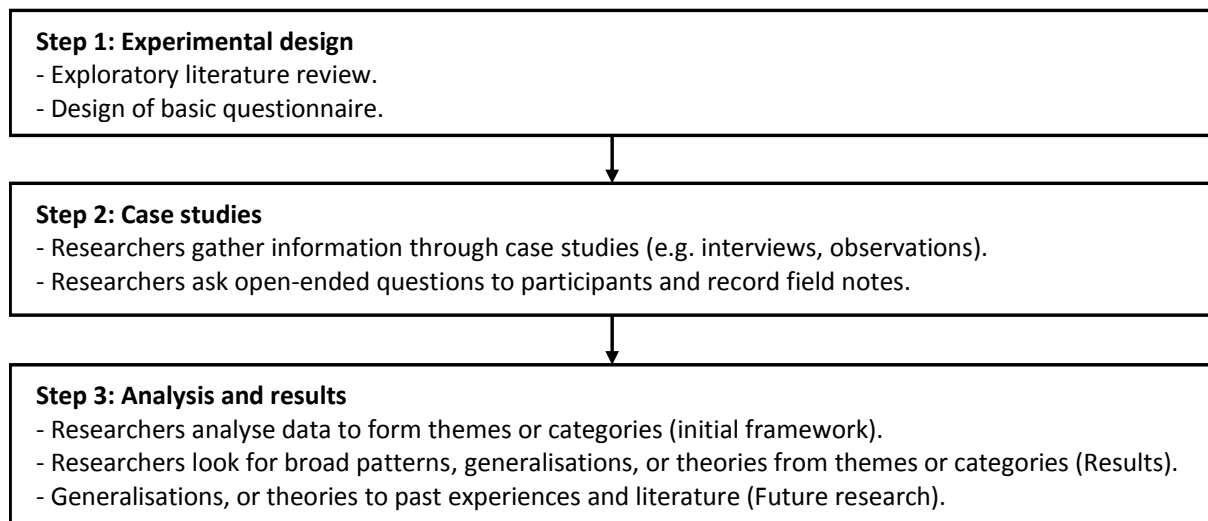 Step 1: Experimental design
- Exploratory literature review.
- Design of basic questionnaire.
Step 2: Case studies
- Researchers gather information through case studies (e.g. interviews, observations).
- Researchers ask open-ended questions to participants and record field notes.
Step 3: Analysis and results
- Researchers analyse data to form themes or categories (initial framework).
- Researchers look for broad patterns, generalisations, or theories from themes or categories (Results).
- Generalisations, or theories to past experiences and literature (Future research).